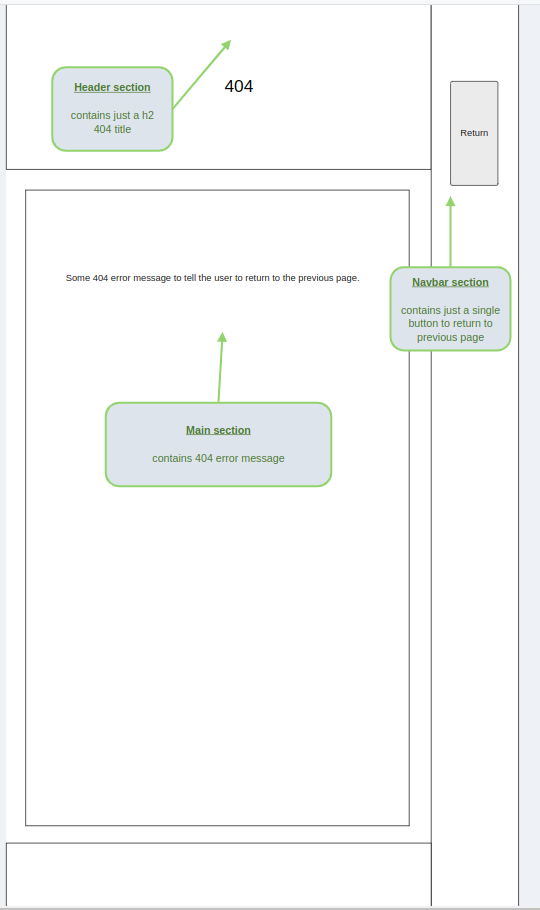 Header section
contains just a h2
404 title
404
Return
Some 404 error message to tell the user to return to the previous page.
Navbar section
contains just a single
button to return to
previous page
Main section
contains 404 error message